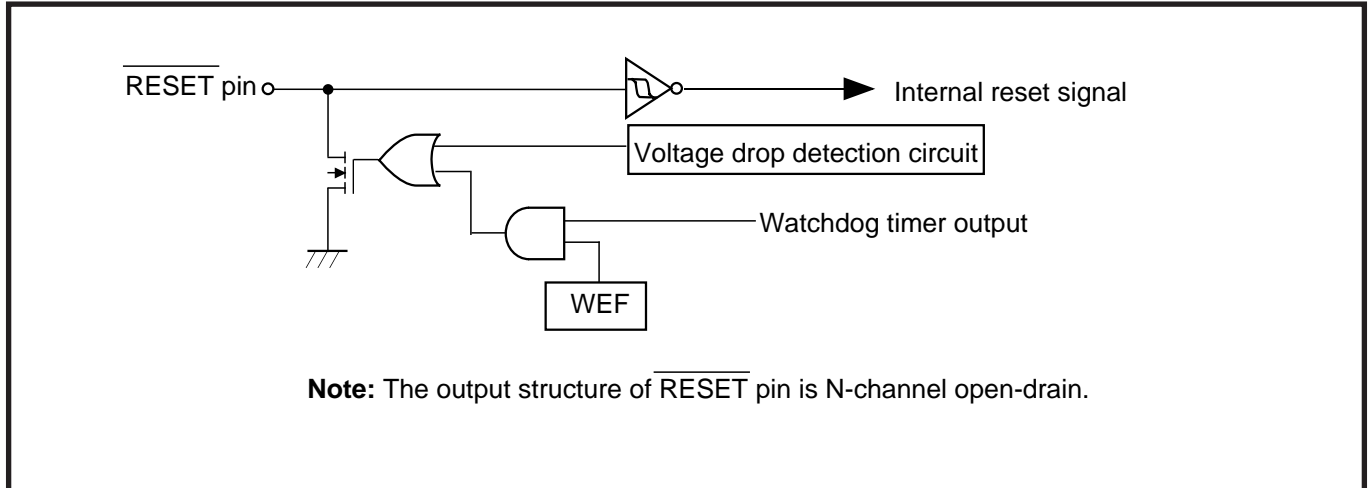 RESET pin
Internal reset signal
Voltage drop detection circuit
Watchdog timer output
WEF
Note: The output structure of RESET pin is N-channel open-drain.